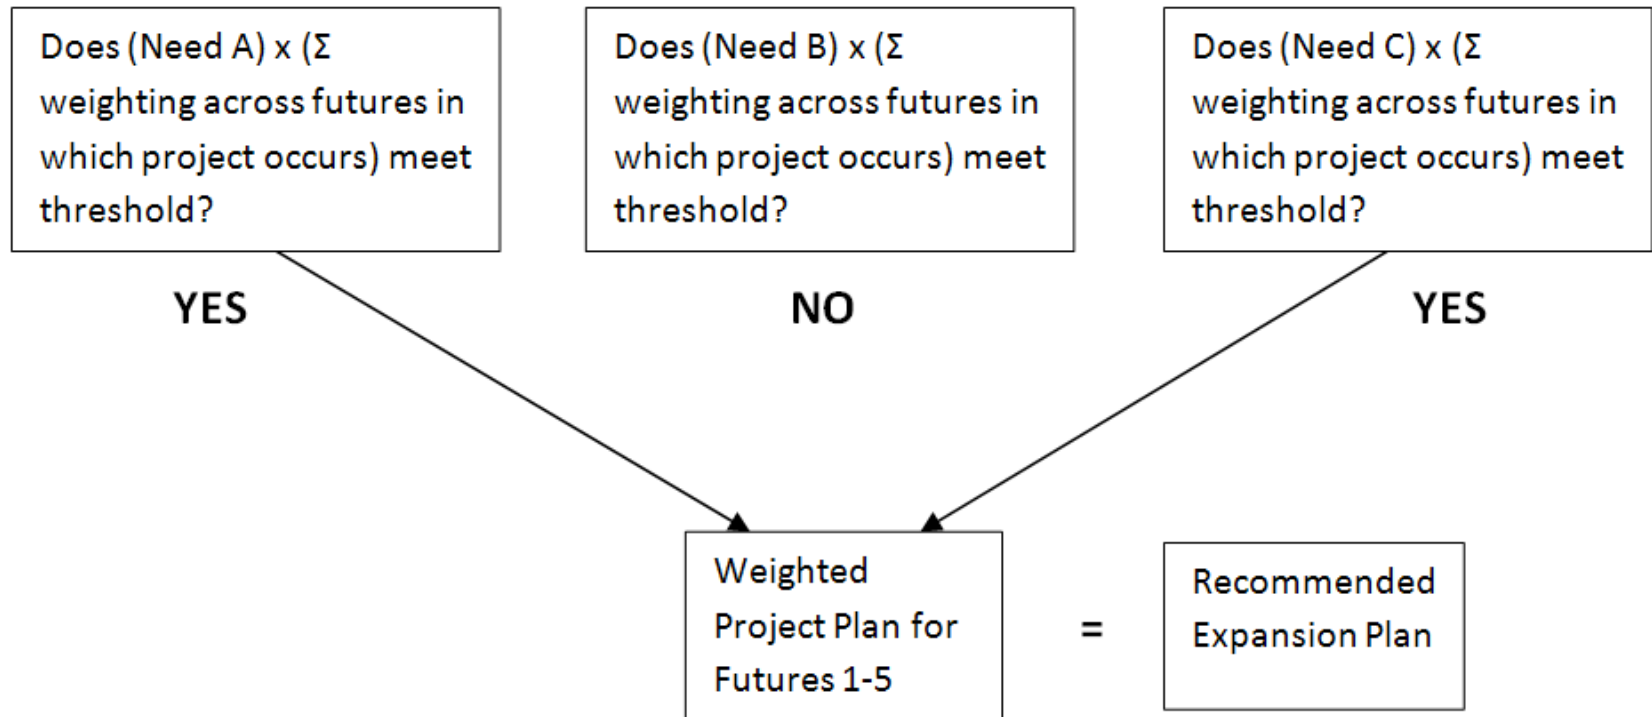 Does (Need A) x (Σ
weighting across futures in
which project occurs) meet
threshold?
Does (Need B) x (Σ
weighting across futures in
which project occurs) meet
threshold?
Does (Need C) x (Σ
weighting across futures in
which project occurs) meet
threshold?
YES
NO
YES
Weighted
Project Plan for
Futures 1-5
=
Recommended
Expansion Plan